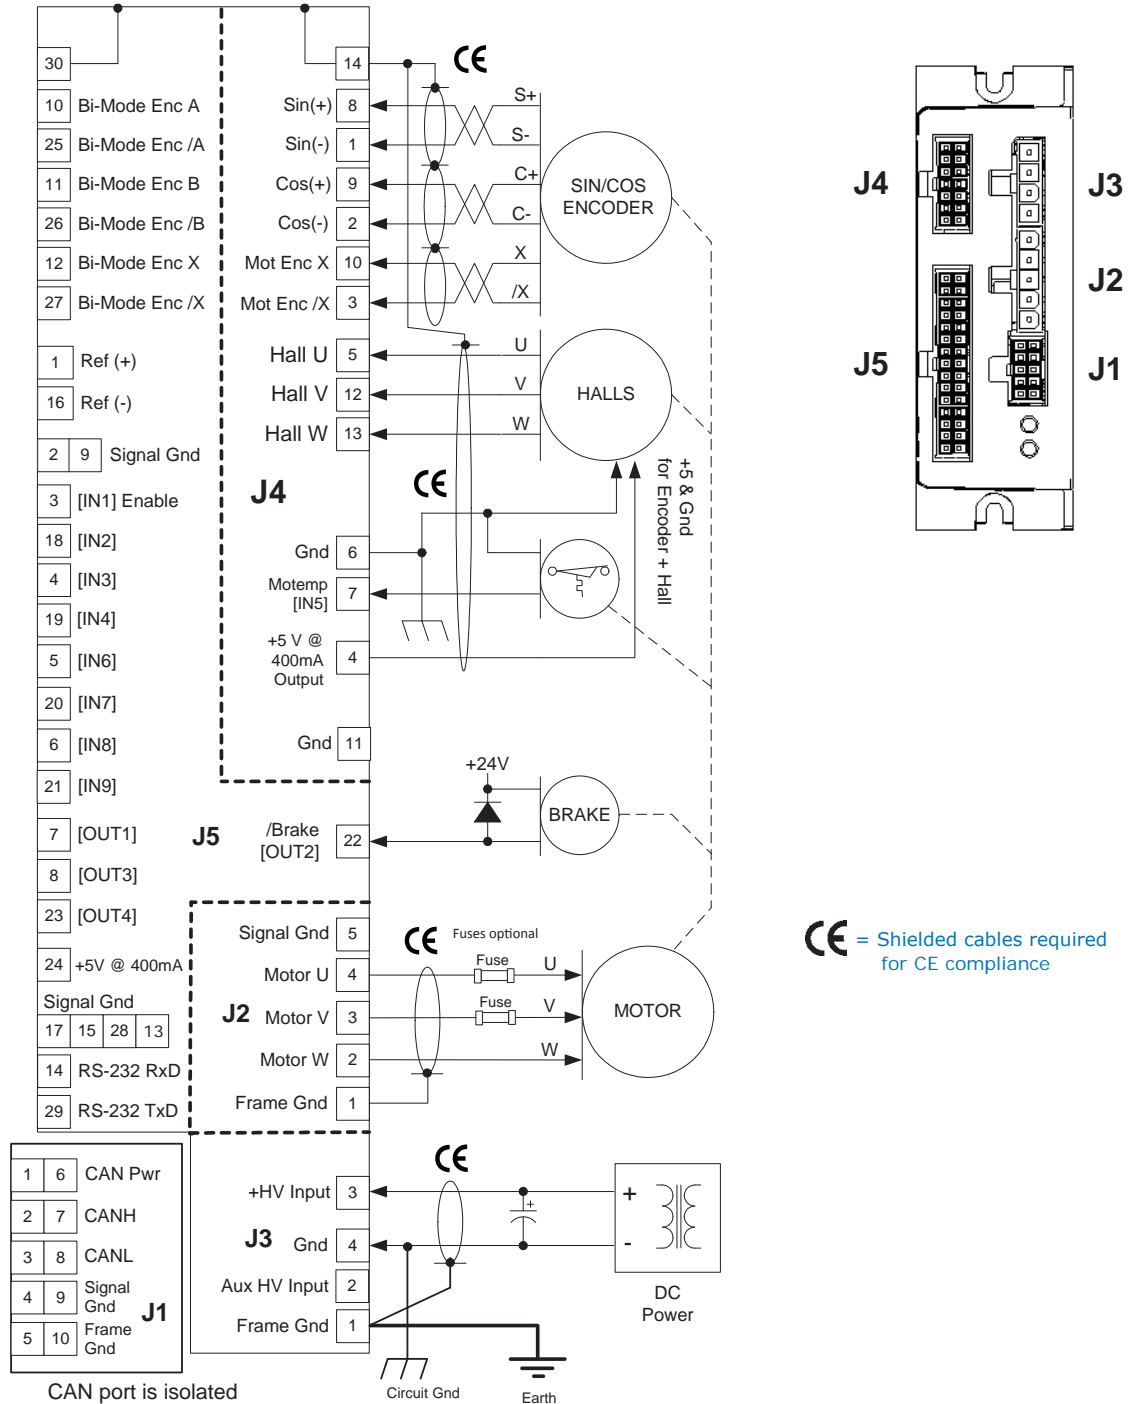 30
14
10 Bi-Mode Enc A
Sin(+) 8
S+
25 Bi-Mode Enc /A
Sin(-) 1
S-
11 Bi-Mode Enc B
Cos(+) 9
C+
26 Bi-Mode Enc /B
Cos(-) 2
C-
SIN/COS
ENCODER
12 Bi-Mode Enc X
Mot Enc X 10
X
27 Bi-Mode Enc /X
Mot Enc /X 3
/X
1 Ref (+)
Hall U 5
U
16 Ref (-)
Hall V 12
V
HALLS
Hall W 13
W
2 9 Signal Gnd
3 [IN1] Enable
J4
CE
CE
+5 & Gnd
for Encoder + Hall
18 [IN2]
Gnd 6
4 [IN3]
Motemp
[IN5]
7
19 [IN4]
5 [IN6]
+5 V @
400mA
Output
4
20 [IN7]
6 [IN8]
Gnd 11
21 [IN9]
+24V
7 [OUT1]
J5
/Brake
[OUT2]
22
BRAKE
8 [OUT3]
23 [OUT4]
Signal Gnd 5
CE
Fuses optional
24 +5V @ 400mA
Motor U 4
Fuse
U
Signal Gnd
17 15 28 13
J2
Motor V 3
Fuse
V
MOTOR
14 RS-232 RxD
Motor W 2
W
29 RS-232 TxD
Frame Gnd 1
1 6 CAN Pwr
CE
+HV Input 3
+
+
2 7 CANH
J3
Gnd 4
-
3 8 CANL
Aux HV Input 2
DC
Power
4 9 Signal
Gnd
J1
5 10 Frame
Gnd
Frame Gnd 1
CAN port is isolated
Circuit Gnd
Earth
J4
J3
J2
J5
J1
CE = Shielded cables required
for CE compliance